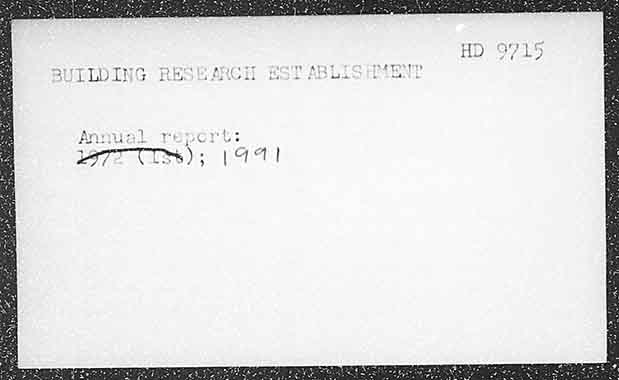 HD 9715
BUILDING RESEARCH ESTABLISHMENT
Annual report:
1972 (1st); 1991